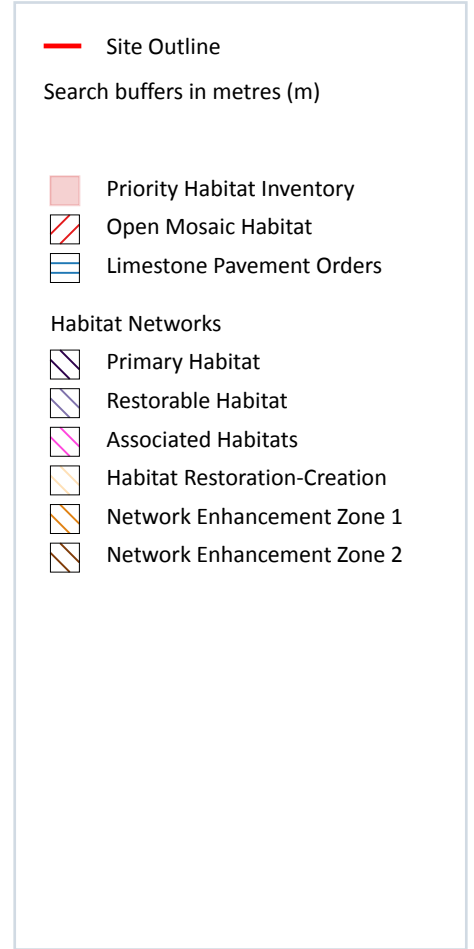 Site Outline
Search buffers in metres (m)
Priority Habitat Inventory
Open Mosaic Habitat
Limestone Pavement Orders
Habitat Networks
Primary Habitat
Restorable Habitat
Associated Habitats
Habitat Restoration-Creation
Network Enhancement Zone 1
Network Enhancement Zone 2